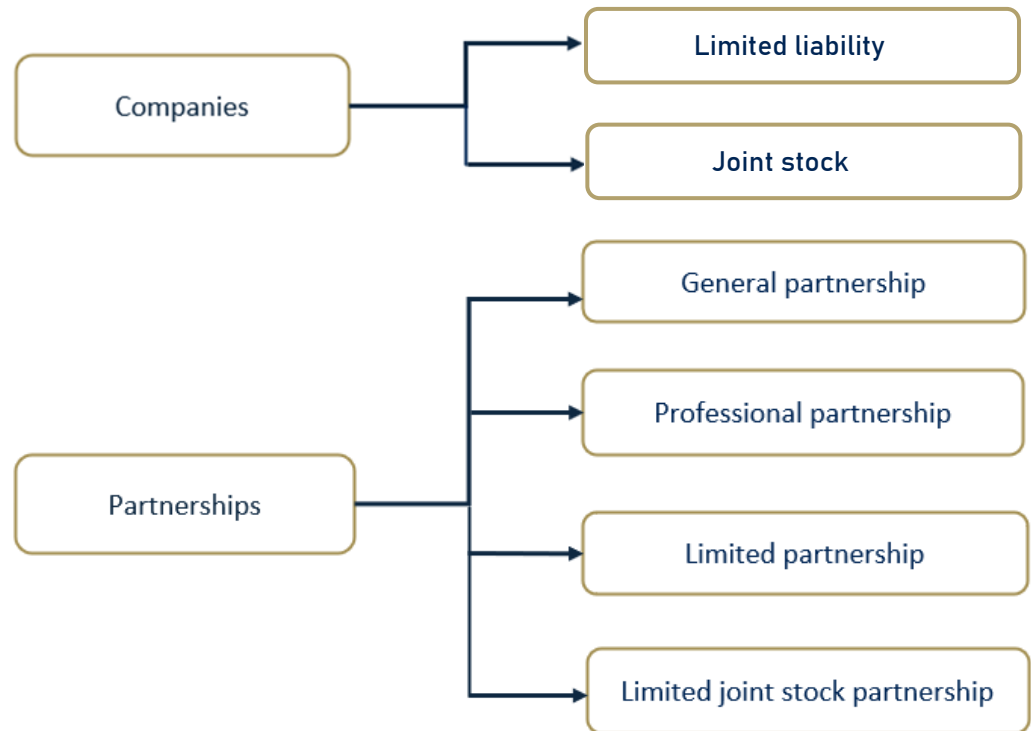 Companies
Limited liability
Joint stock
Partnerships
General partnership
Professional partnership
Limited partnership
Limited joint stock partnership